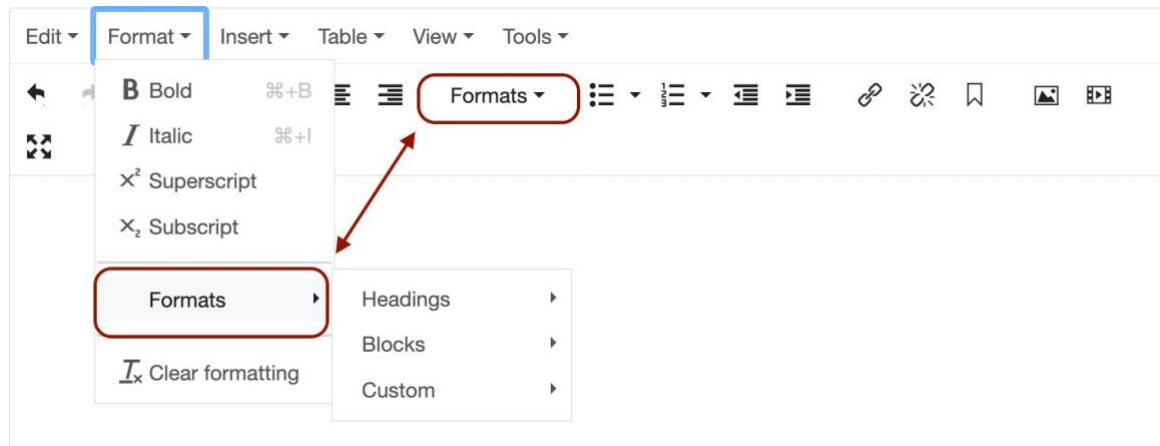 Edit Format Insert Table View Tools
Formats
B Bold ⌘+B
I Italic ⌘+I
x² Superscript
x₂ Subscript
Formats
Headings
Blocks
Custom
Clear formatting